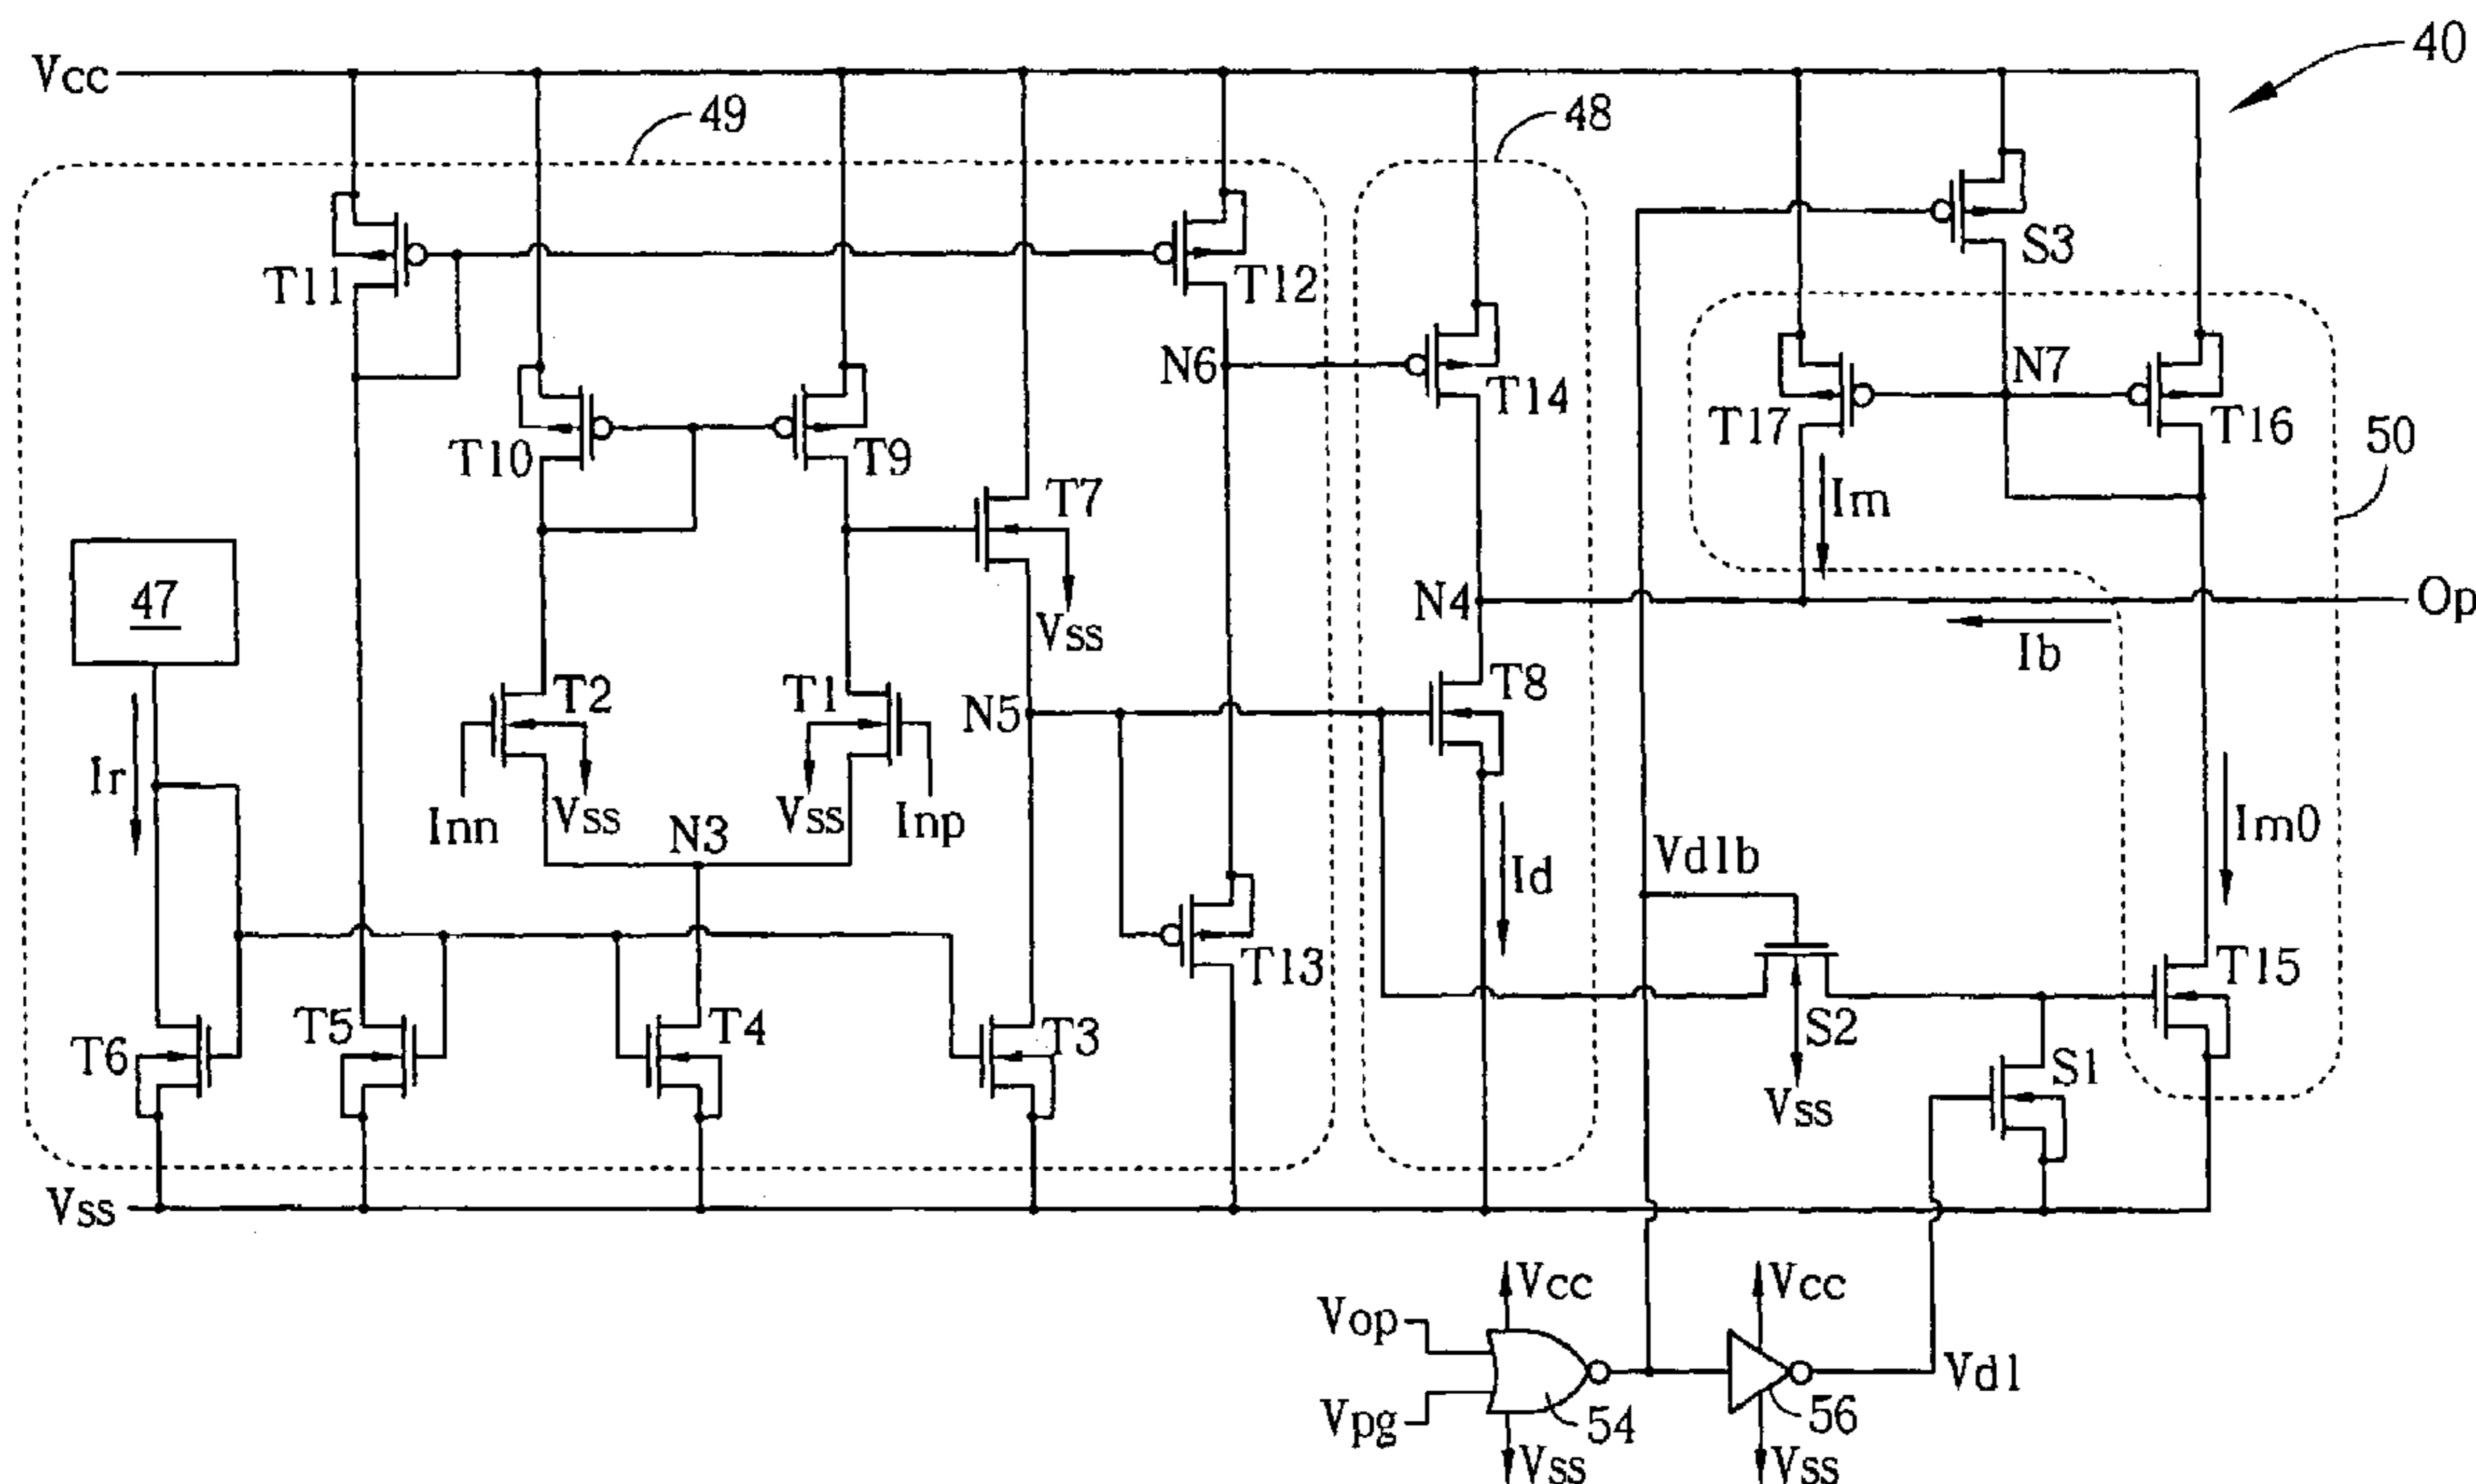 40
Vcc
49
48
S3
T11
T12
N6
T14
N7
T17
T16
50
T10
T9
T7
Im
47
Vss
N4
Op
Ib
T2
T1
N5
T8
Ir
Inn
Vss
Vss
Inp
N3
Id
Vd1b
Im0
T13
T15
T6
T5
T4
T3
S2
S1
Vss
Vss
Vcc
Vcc
Vop
Vd1
Vpg
54
56
Vss
Vss